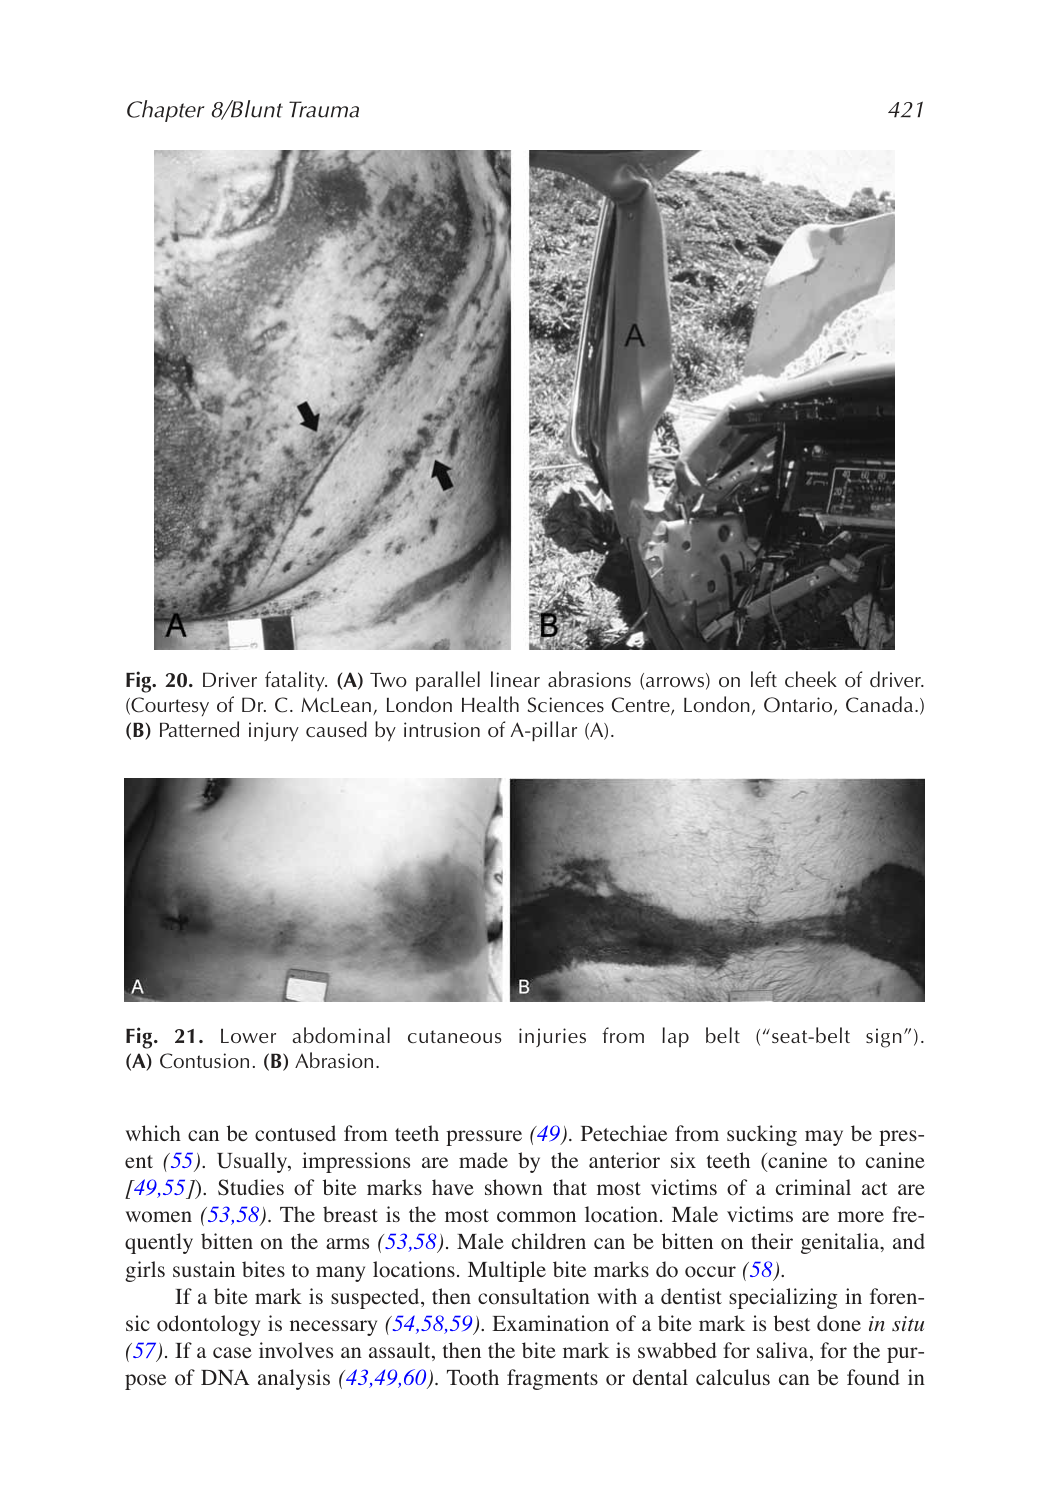 Chapter 8/Blunt Trauma 421
A
A
B
Fig. 20. Driver fatality. (A) Two parallel linear abrasions (arrows) on left cheek of driver.
(Courtesy of Dr. C. McLean, London Health Sciences Centre, London, Ontario, Canada.)
(B) Patterned injury caused by intrusion of A-pillar (A).
A
B
Fig. 21. Lower abdominal cutaneous injuries from lap belt (“seat-belt sign”).
(A) Contusion. (B) Abrasion.
which can be contused from teeth pressure (49). Petechiae from sucking may be pres-
ent (55). Usually, impressions are made by the anterior six teeth (canine to canine
[49,55]). Studies of bite marks have shown that most victims of a criminal act are
women (53,58). The breast is the most common location. Male victims are more fre-
quently bitten on the arms (53,58). Male children can be bitten on their genitalia, and
girls sustain bites to many locations. Multiple bite marks do occur (58).
If a bite mark is suspected, then consultation with a dentist specializing in foren-
sic odontology is necessary (54,58,59). Examination of a bite mark is best done in situ
(57). If a case involves an assault, then the bite mark is swabbed for saliva, for the pur-
pose of DNA analysis (43,49,60). Tooth fragments or dental calculus can be found in